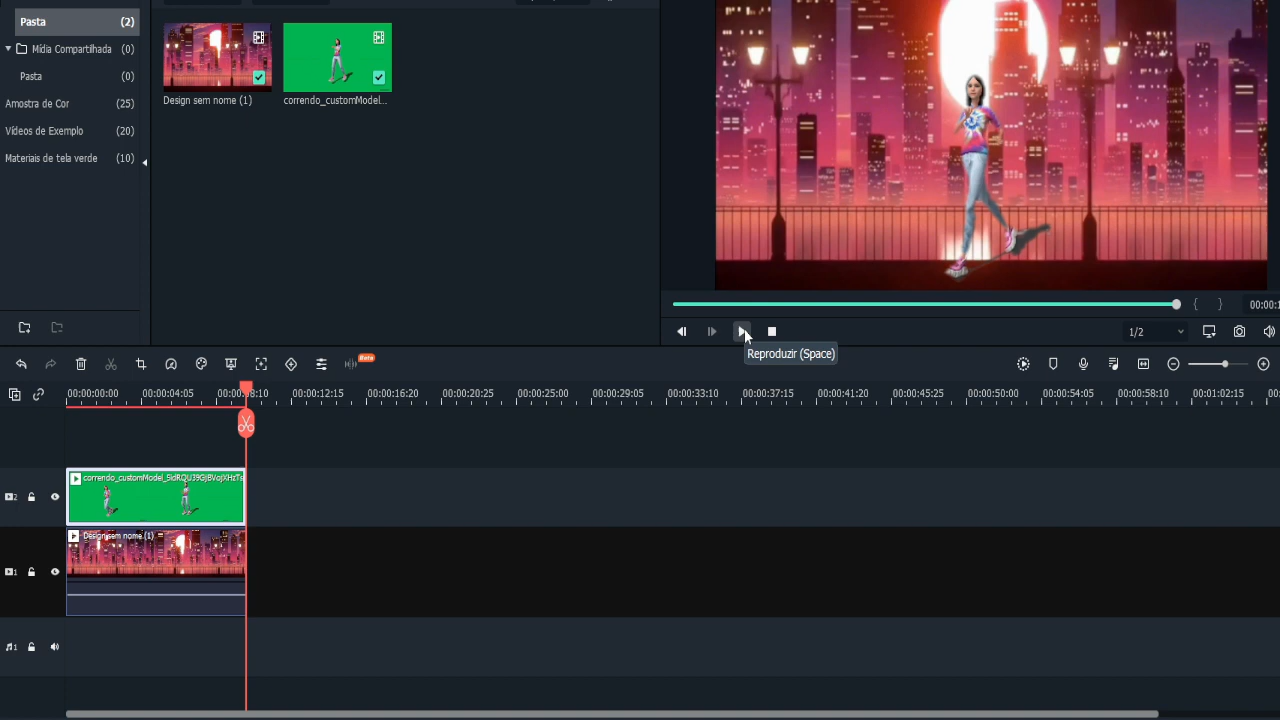 Pasta (2)
Mídia Compartilhada (0)
Pasta (0)
Amostra de Cor (25)
Vídeos de Exemplo (20)
Materiais de tela verde (10)
Design sem nome (1)
correndo_customModel...
1/2
Reproduzir (Space)
Beta
00:00:00:00 00:00:04:05 00:00:08:10 00:00:12:15 00:00:16:20 00:00:20:25 00:00:25:00 00:00:29:05 00:00:33:10 00:00:37:15 00:00:41:20 00:00:45:25 00:00:50:00 00:00:54:05 00:00:58:10 00:01:02:15
2
Design sem nome (1)
1
1